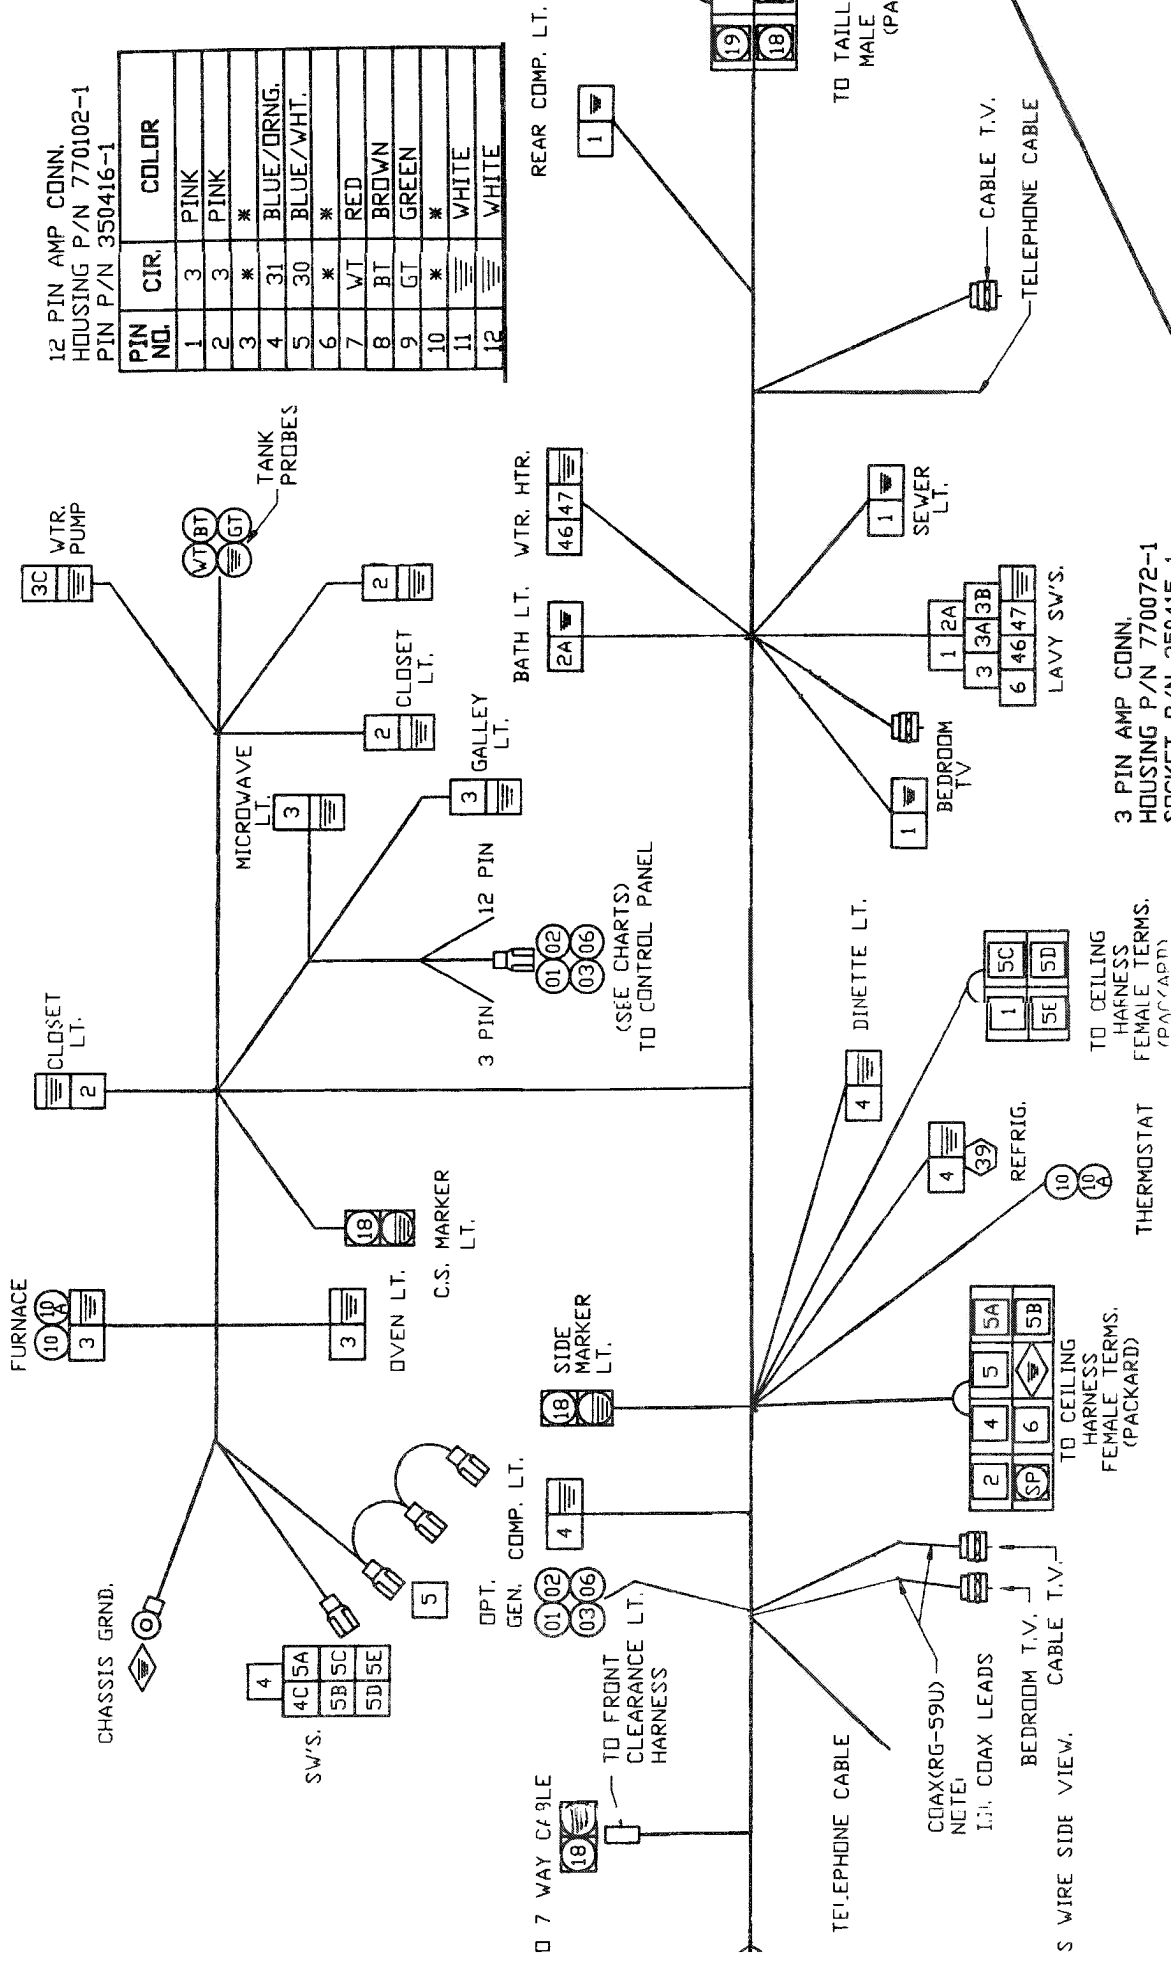 12 PIN AMP CONN.
HOUSING P/N 770102-1
PIN P/N 350416-1
PIN NO. CIR. COLOR
1 3 PINK
2 3 PINK
3 * *
4 31 BLUE/ORNG.
5 30 BLUE/WHT.
6 * *
7 WT RED
8 BT BROWN
9 GT GREEN
10 * *
11 WHITE
12 WHITE
CHASSIS GRND.
SW'S.
4
4C 5A
5B 5C
5D 5E
5
FURNACE
10 10A
3
3
OVEN LT.
18
C.S. MARKER
LT.
CLOSET
LT.
2
MICROWAVE
LT.
3
3
GALLEY
LT.
3 PIN
12 PIN
01 02
03 06
(SEE CHARTS)
TO CONTROL PANEL
2
CLOSET
LT.
2
3C
WTR.
PUMP
WT BT
GT
TANK
PROBES
7 WAY CABLE
18
TO FRONT
CLEARANCE LT.
HARNESS
OPT.
GEN.
01 02
03 06
COMP. LT.
4
SIDE
MARKER
LT.
18
BATH LT.
2A
WTR. HTR.
46 47
REAR COMP. LT.
1
19
18
TO TAILL
MALE
(PA
TELEPHONE CABLE
COAX(RG-59U)
NOTE:
COAX LEADS
BEDROOM T.V.
CABLE T.V.
S WIRE SIDE VIEW.
2 4 5 5A
SP 6 5B
TO CEILING
HARNESS
FEMALE TERMS.
(PACKARD)
10
10A
THERMOSTAT
4
39
REFRIG.
4
DINETTE LT.
1 5C
5E 5D
TO CEILING
HARNESS
FEMALE TERMS.
(PACKARD)
1
BEDROOM
TV
1 2A
3 3A 3B
6 46 47
LAVY SW'S.
1
SEWER
LT.
TELEPHONE CABLE
CABLE T.V.
3 PIN AMP CONN.
HOUSING P/N 770072-1
SOCKET P/N 350415-1